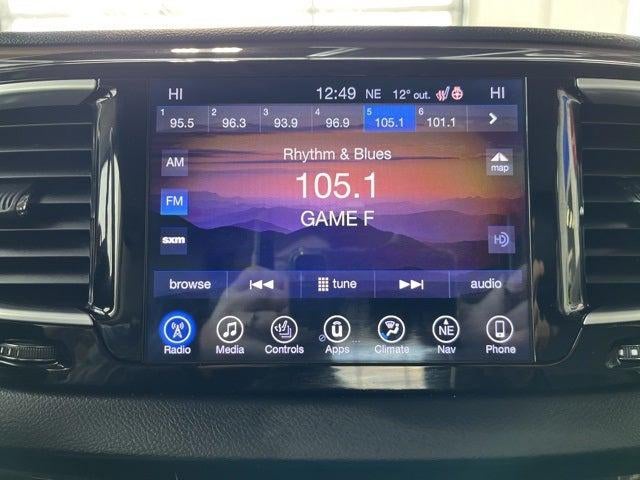 HI 12:49 NE 12° out. HI
1 95.5 2 96.3 3 93.9 4 96.9 5 105.1 6 101.1
AM Rhythm & Blues map
105.1
FM GAME F
sxm HD
browse tune audio
NE
Radio Media Controls Apps Climate Nav Phone